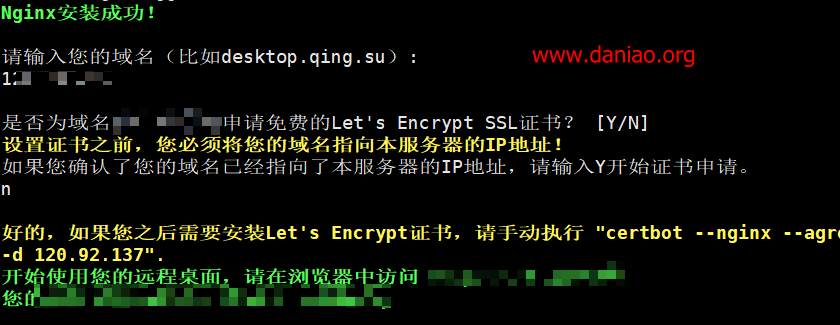 Nginx安装成功!
请输入您的域名（比如desktop.qing.su）:
www.daniao.org
12
是否为域名 申请免费的Let's Encrypt SSL证书? [Y/N]
设置证书之前，您必须将您的域名指向本服务器的IP地址!
如果您确认了您的域名已经指向了本服务器的IP地址，请输入Y开始证书申请。
n
好的，如果您之后需要安装Let's Encrypt证书，请手动执行 "certbot --nginx --agre
-d 120.92.137".
开始使用您的远程桌面，请在浏览器中访问
您的